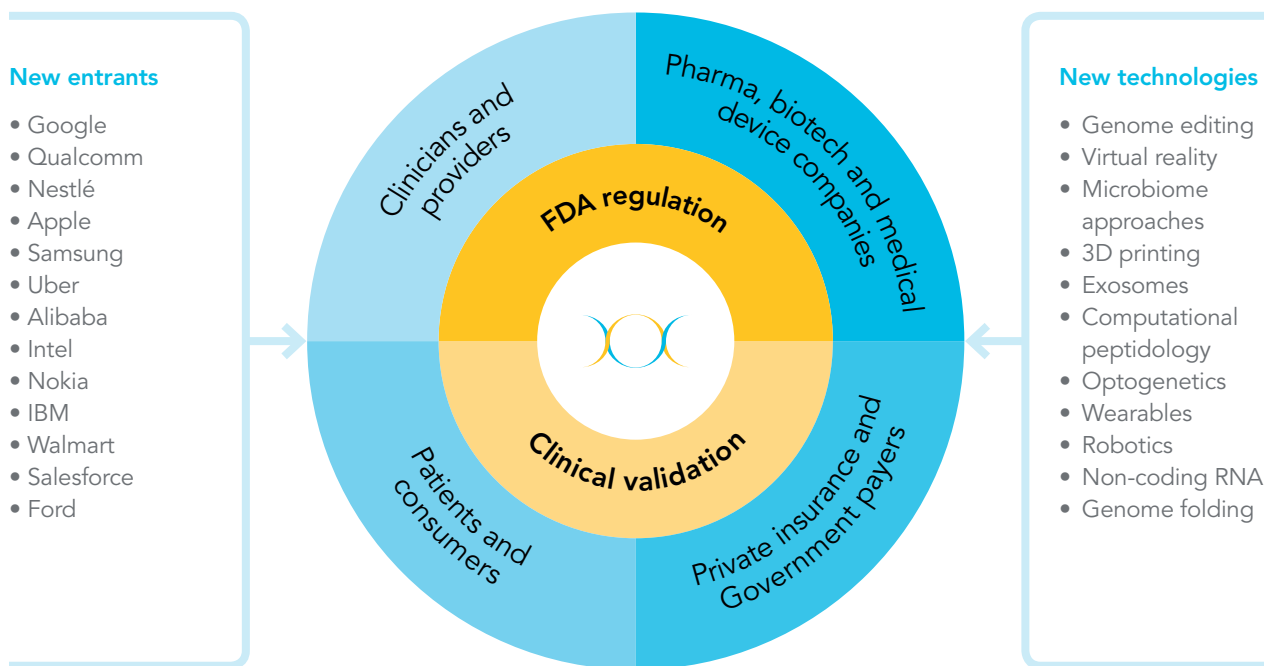 New entrants
• Google
• Qualcomm
• Nestlé
• Apple
• Samsung
• Uber
• Alibaba
• Intel
• Nokia
• IBM
• Walmart
• Salesforce
• Ford
Clinicians and
providers
Pharma, biotech and medical
device companies
FDA regulation
Clinical validation
Patients and
consumers
Private insurance and
Government payers
New technologies
• Genome editing
• Virtual reality
• Microbiome
approaches
• 3D printing
• Exosomes
• Computational
peptidology
• Optogenetics
• Wearables
• Robotics
• Non-coding RNA
• Genome folding